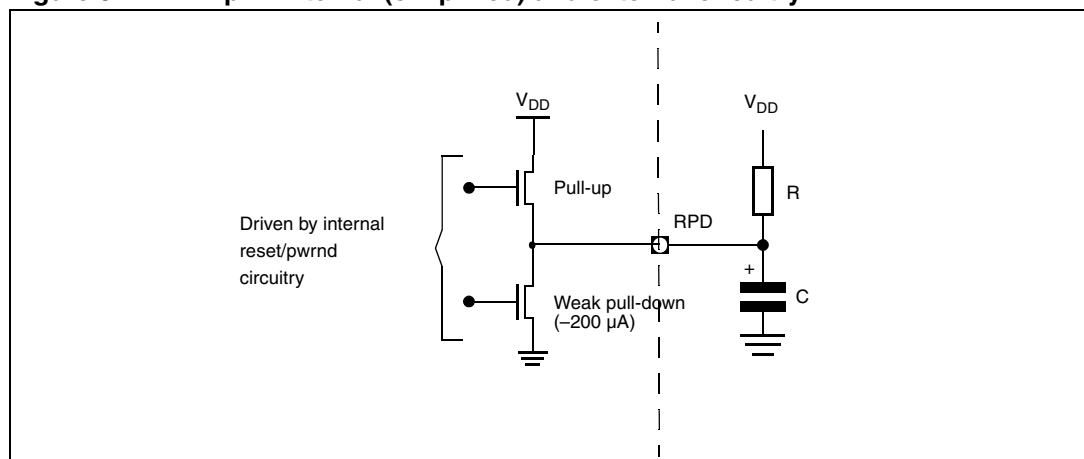 VDD
VDD
Pull-up
R
Driven by internal
reset/pwrnd
circuitry
RPD
+
C
Weak pull-down
(–200 µA)